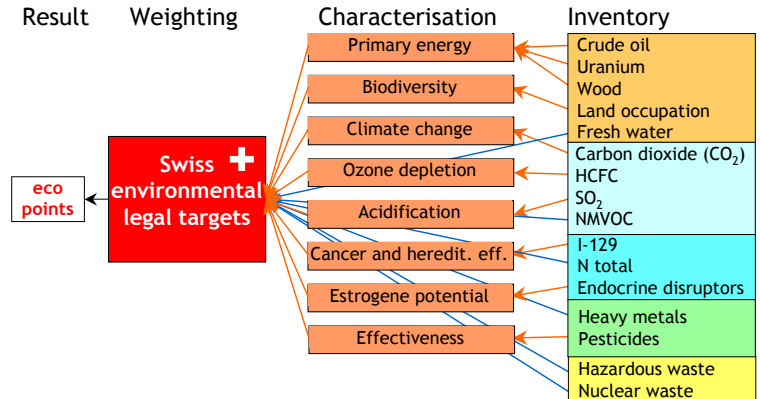 Result Weighting Characterisation Inventory
Primary energy
Biodiversity
Climate change
Ozone depletion
Acidification
Cancer and heredit. eff.
Estrogene potential
Effectiveness
Swiss
environmental
legal targets
eco
points
Crude oil
Uranium
Wood
Land occupation
Fresh water
Carbon dioxide (CO₂)
HCFC
SO₂
NMVOC
I-129
N total
Endocrine disruptors
Heavy metals
Pesticides
Hazardous waste
Nuclear waste